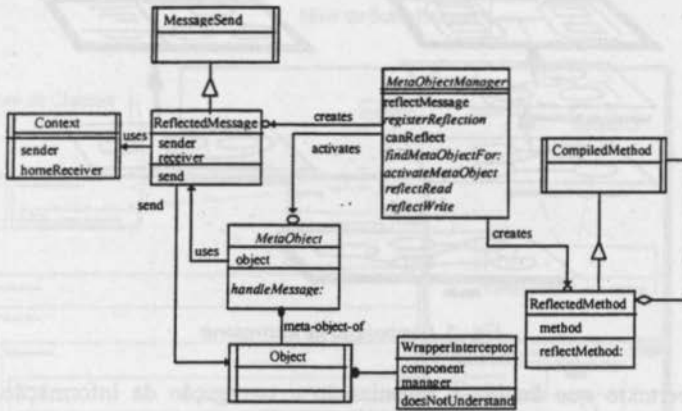 MessageSend
MetaObjectManager
reflectMessage
registerReflection
canReflect
findMetaObjectFor:
activateMetaObject
reflectRead
reflectWrite
Context
sender
homeReceiver
uses
ReflectedMessage
sender
receiver
send
creates
activates
CompiledMethod
send
uses
MetaObject
object
handleMessage:
creates
meta-object-of
ReflectedMethod
method
reflectMethod:
Object
WrapperInterceptor
component
manager
doesNotUnderstand